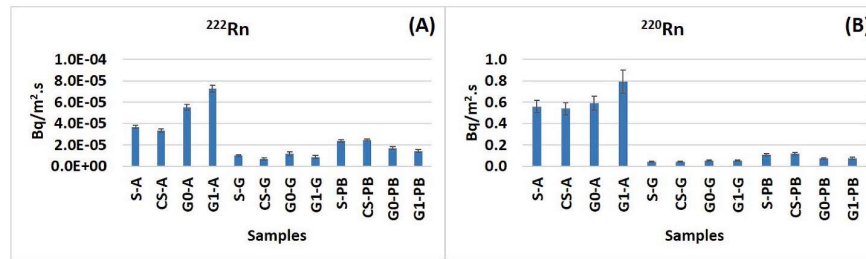 ²²²Rn
(A)
1.0E-04
8.0E-05
6.0E-05
4.0E-05
2.0E-05
0.0E+00
Bq/m².s
S-A
CS-A
G0-A
G1-A
S-G
CS-G
G0-G
G1-G
S-PB
CS-PB
G0-PB
G1-PB
Samples
²²⁰Rn
(B)
1.0
0.8
0.6
0.4
0.2
0.0
Bq/m².s
S-A
CS-A
G0-A
G1-A
S-G
CS-G
G0-G
G1-G
S-PB
CS-PB
G0-PB
G1-PB
Samples